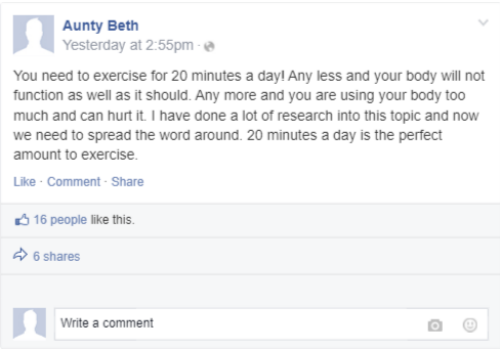 Aunty Beth
Yesterday at 2:55pm ·
You need to exercise for 20 minutes a day! Any less and your body will not
function as well as it should. Any more and you are using your body too
much and can hurt it. I have done a lot of research into this topic and now
we need to spread the word around. 20 minutes a day is the perfect
amount to exercise.
Like · Comment · Share
16 people like this.
6 shares
Write a comment